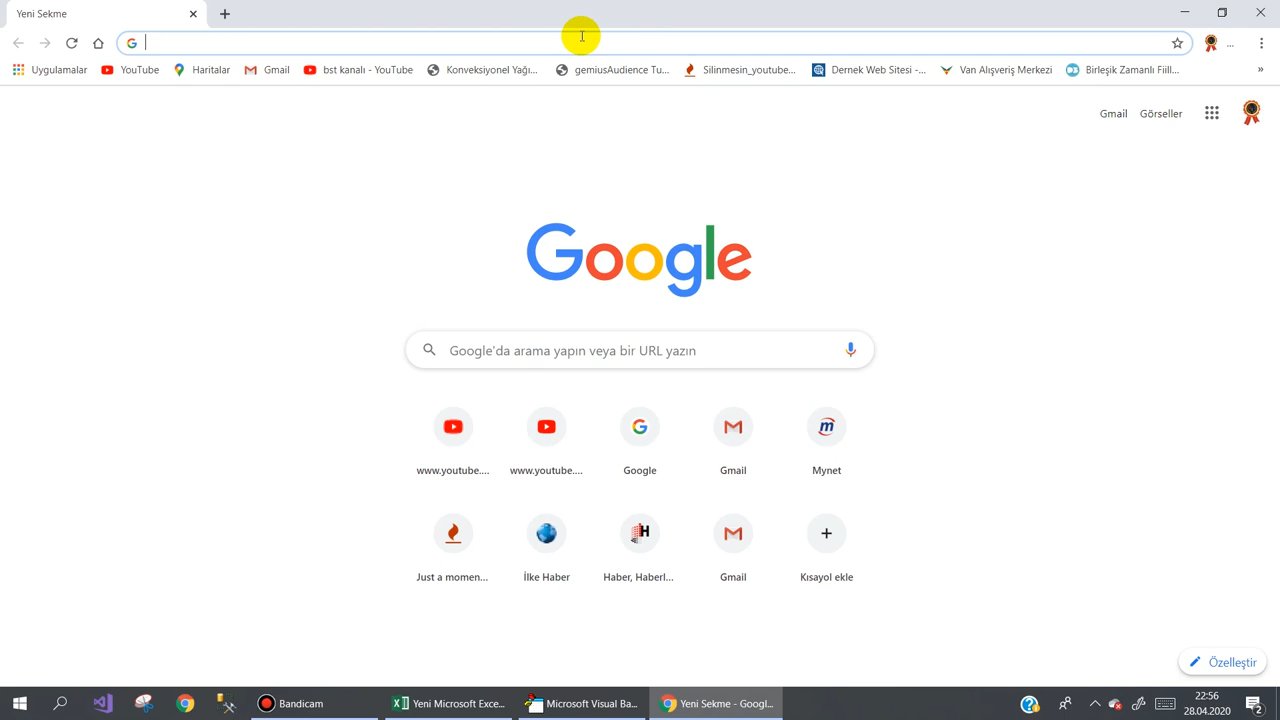 Yeni Sekme
Uygulamalar YouTube Haritalar Gmail bst kanalı - YouTube Konveksiyonel Yağı... gemiusAudience Tu... Silinmesin_youtube... Dernek Web Sitesi -... Van Alışveriş Merkezi Birleşik Zamanlı Fiill... »
Gmail Görseller
Google
Google'da arama yapın veya bir URL yazın
www.youtube.... www.youtube.... Google Gmail Mynet
Just a momen... İlke Haber Haber, Haberl... Gmail Kısayol ekle
Özelleştir
Bandicam Yeni Microsoft Exce... Microsoft Visual Ba... Yeni Sekme - Googl...
22:56
28.04.2020
2